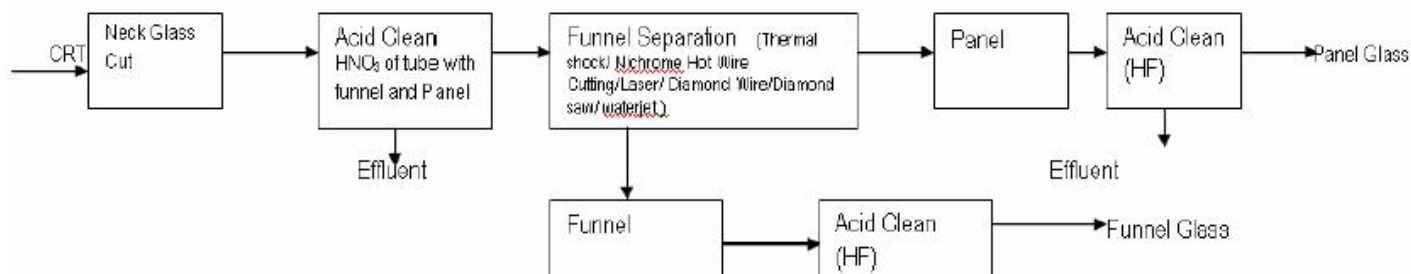 CRT
Neck Glass
Cut
Acid Clean
HNO₃ of tube with
funnel and Panel
Effluent
Funnel Separation (Thermal
shock/ Nichrome Hot Wire
Cutting/Laser/ Diamond Wire/Diamond
saw/ waterjet)
Panel
Acid Clean
(HF)
Panel Glass
Effluent
Funnel
Acid Clean
(HF)
Funnel Glass